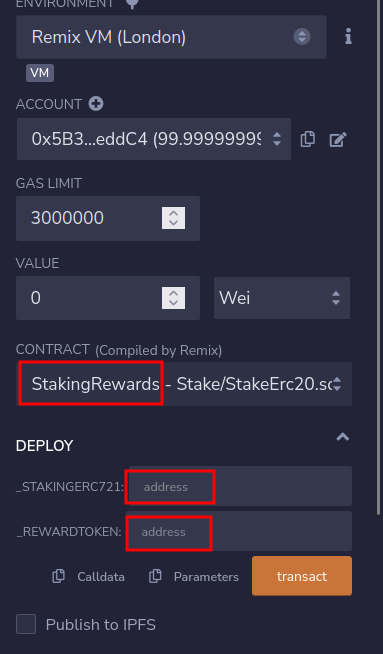 ENVIRONMENT
Remix VM (London)
VM
ACCOUNT
0x5B3...eddC4 (99.9999999
GAS LIMIT
3000000
VALUE
0 Wei
CONTRACT (Compiled by Remix)
StakingRewards - Stake/StakeErc20.so
DEPLOY
_STAKINGERC721: address
_REWARDTOKEN: address
Calldata Parameters transact
Publish to IPFS